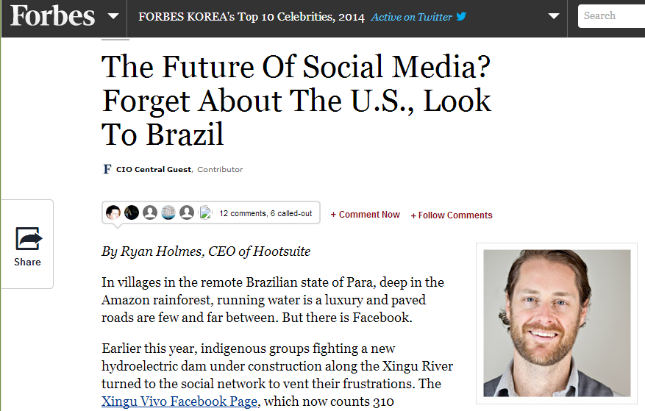 Forbes
FORBES KOREA's Top 10 Celebrities, 2014 Active on Twitter
Search
The Future Of Social Media?
Forget About The U.S., Look
To Brazil
F CIO Central Guest, Contributor
12 comments, 6 called-out
+ Comment Now
+ Follow Comments
Share
By Ryan Holmes, CEO of Hootsuite
In villages in the remote Brazilian state of Para, deep in the
Amazon rainforest, running water is a luxury and paved
roads are few and far between. But there is Facebook.
Earlier this year, indigenous groups fighting a new
hydroelectric dam under construction along the Xingu River
turned to the social network to vent their frustrations. The
Xingu Vivo Facebook Page, which now counts 310